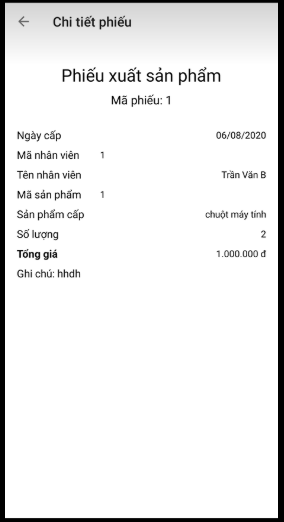 Chi tiết phiếu
Phiếu xuất sản phẩm
Mã phiếu: 1
Ngày cấp 06/08/2020
Mã nhân viên 1
Tên nhân viên Trần Văn B
Mã sản phẩm 1
Sản phẩm cấp chuột máy tính
Số lượng 2
Tổng giá 1.000.000 đ
Ghi chú: hhdh